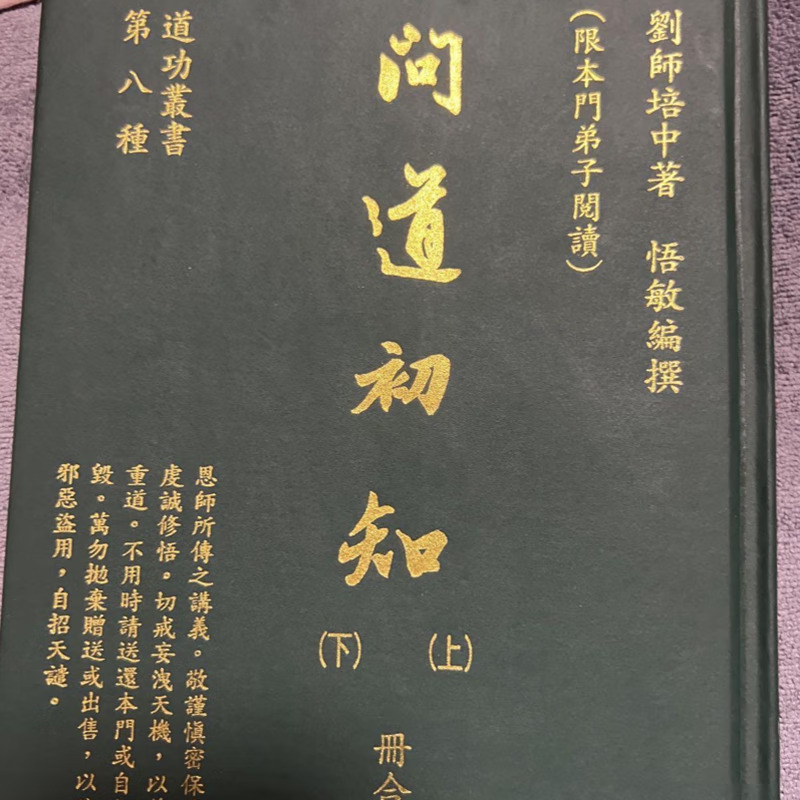 劉師培中著　悟敏編撰
（限本門弟子閱讀）
問道初知
（上）
（下）
冊合
道功叢書
第八種
恩師所傳之講義。敬謹慎密保
虔誠修悟。切戒妄洩天機，以
重道。不用時請送還本門或自
毀。萬勿拋棄贈送或出售，以
邪惡盜用，自招天譴。